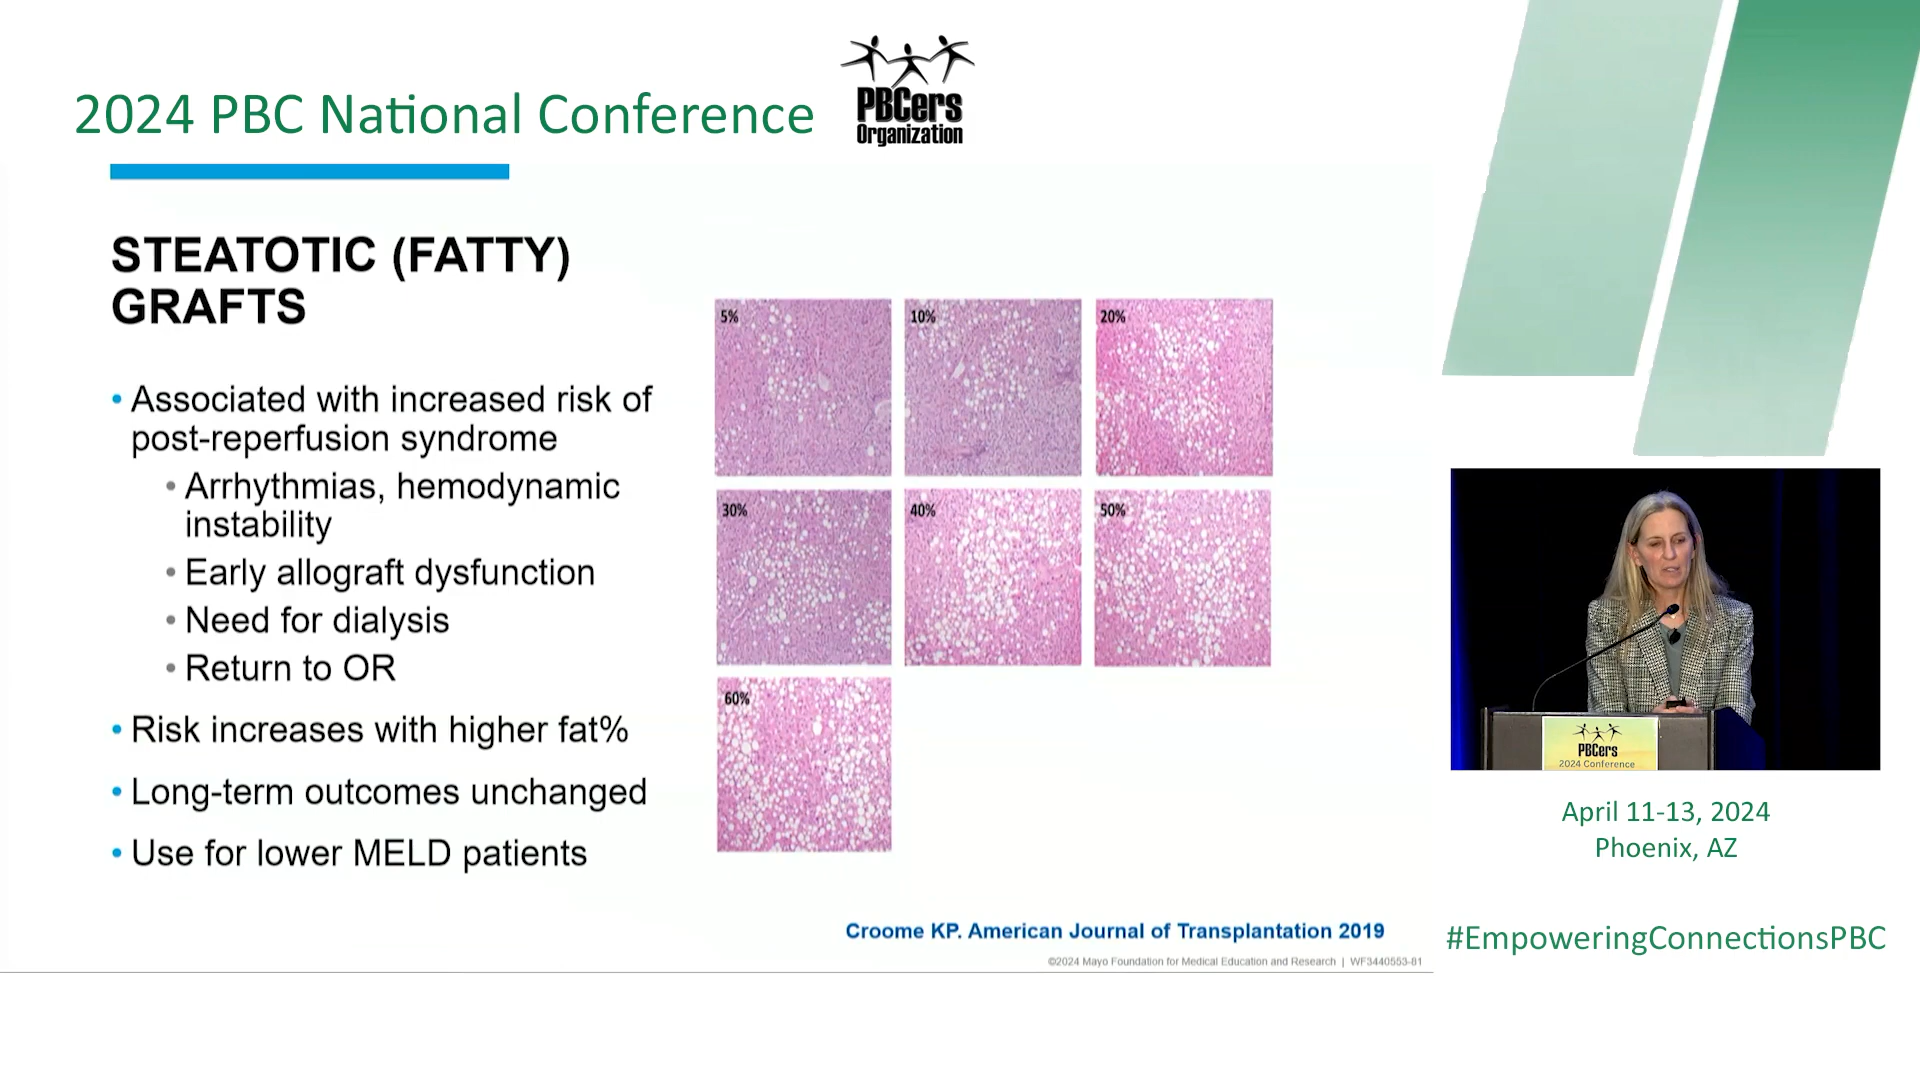 2024 PBC National Conference
PBCers
Organization
STEATOTIC (FATTY)
GRAFTS
• Associated with increased risk of
post-reperfusion syndrome
• Arrhythmias, hemodynamic
instability
• Early allograft dysfunction
• Need for dialysis
• Return to OR
• Risk increases with higher fat%
• Long-term outcomes unchanged
• Use for lower MELD patients
5%
10%
20%
30%
40%
50%
60%
Croome KP. American Journal of Transplantation 2019
©2024 Mayo Foundation for Medical Education and Research | WF3440553-81
PBCers
2024 Conference
April 11-13, 2024
Phoenix, AZ
#EmpoweringConnectionsPBC